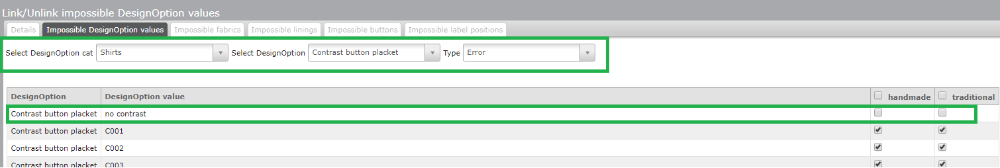 Link/Unlink impossible DesignOption values
Details Impossible DesignOption values Impossible fabrics Impossible linings Impossible buttons Impossible label positions
Select DesignOption cat Shirts Select DesignOption Contrast button placket Type Error
DesignOption DesignOption value handmade traditional
Contrast button placket no contrast
Contrast button placket C001
Contrast button placket C002
Contrast button placket C003